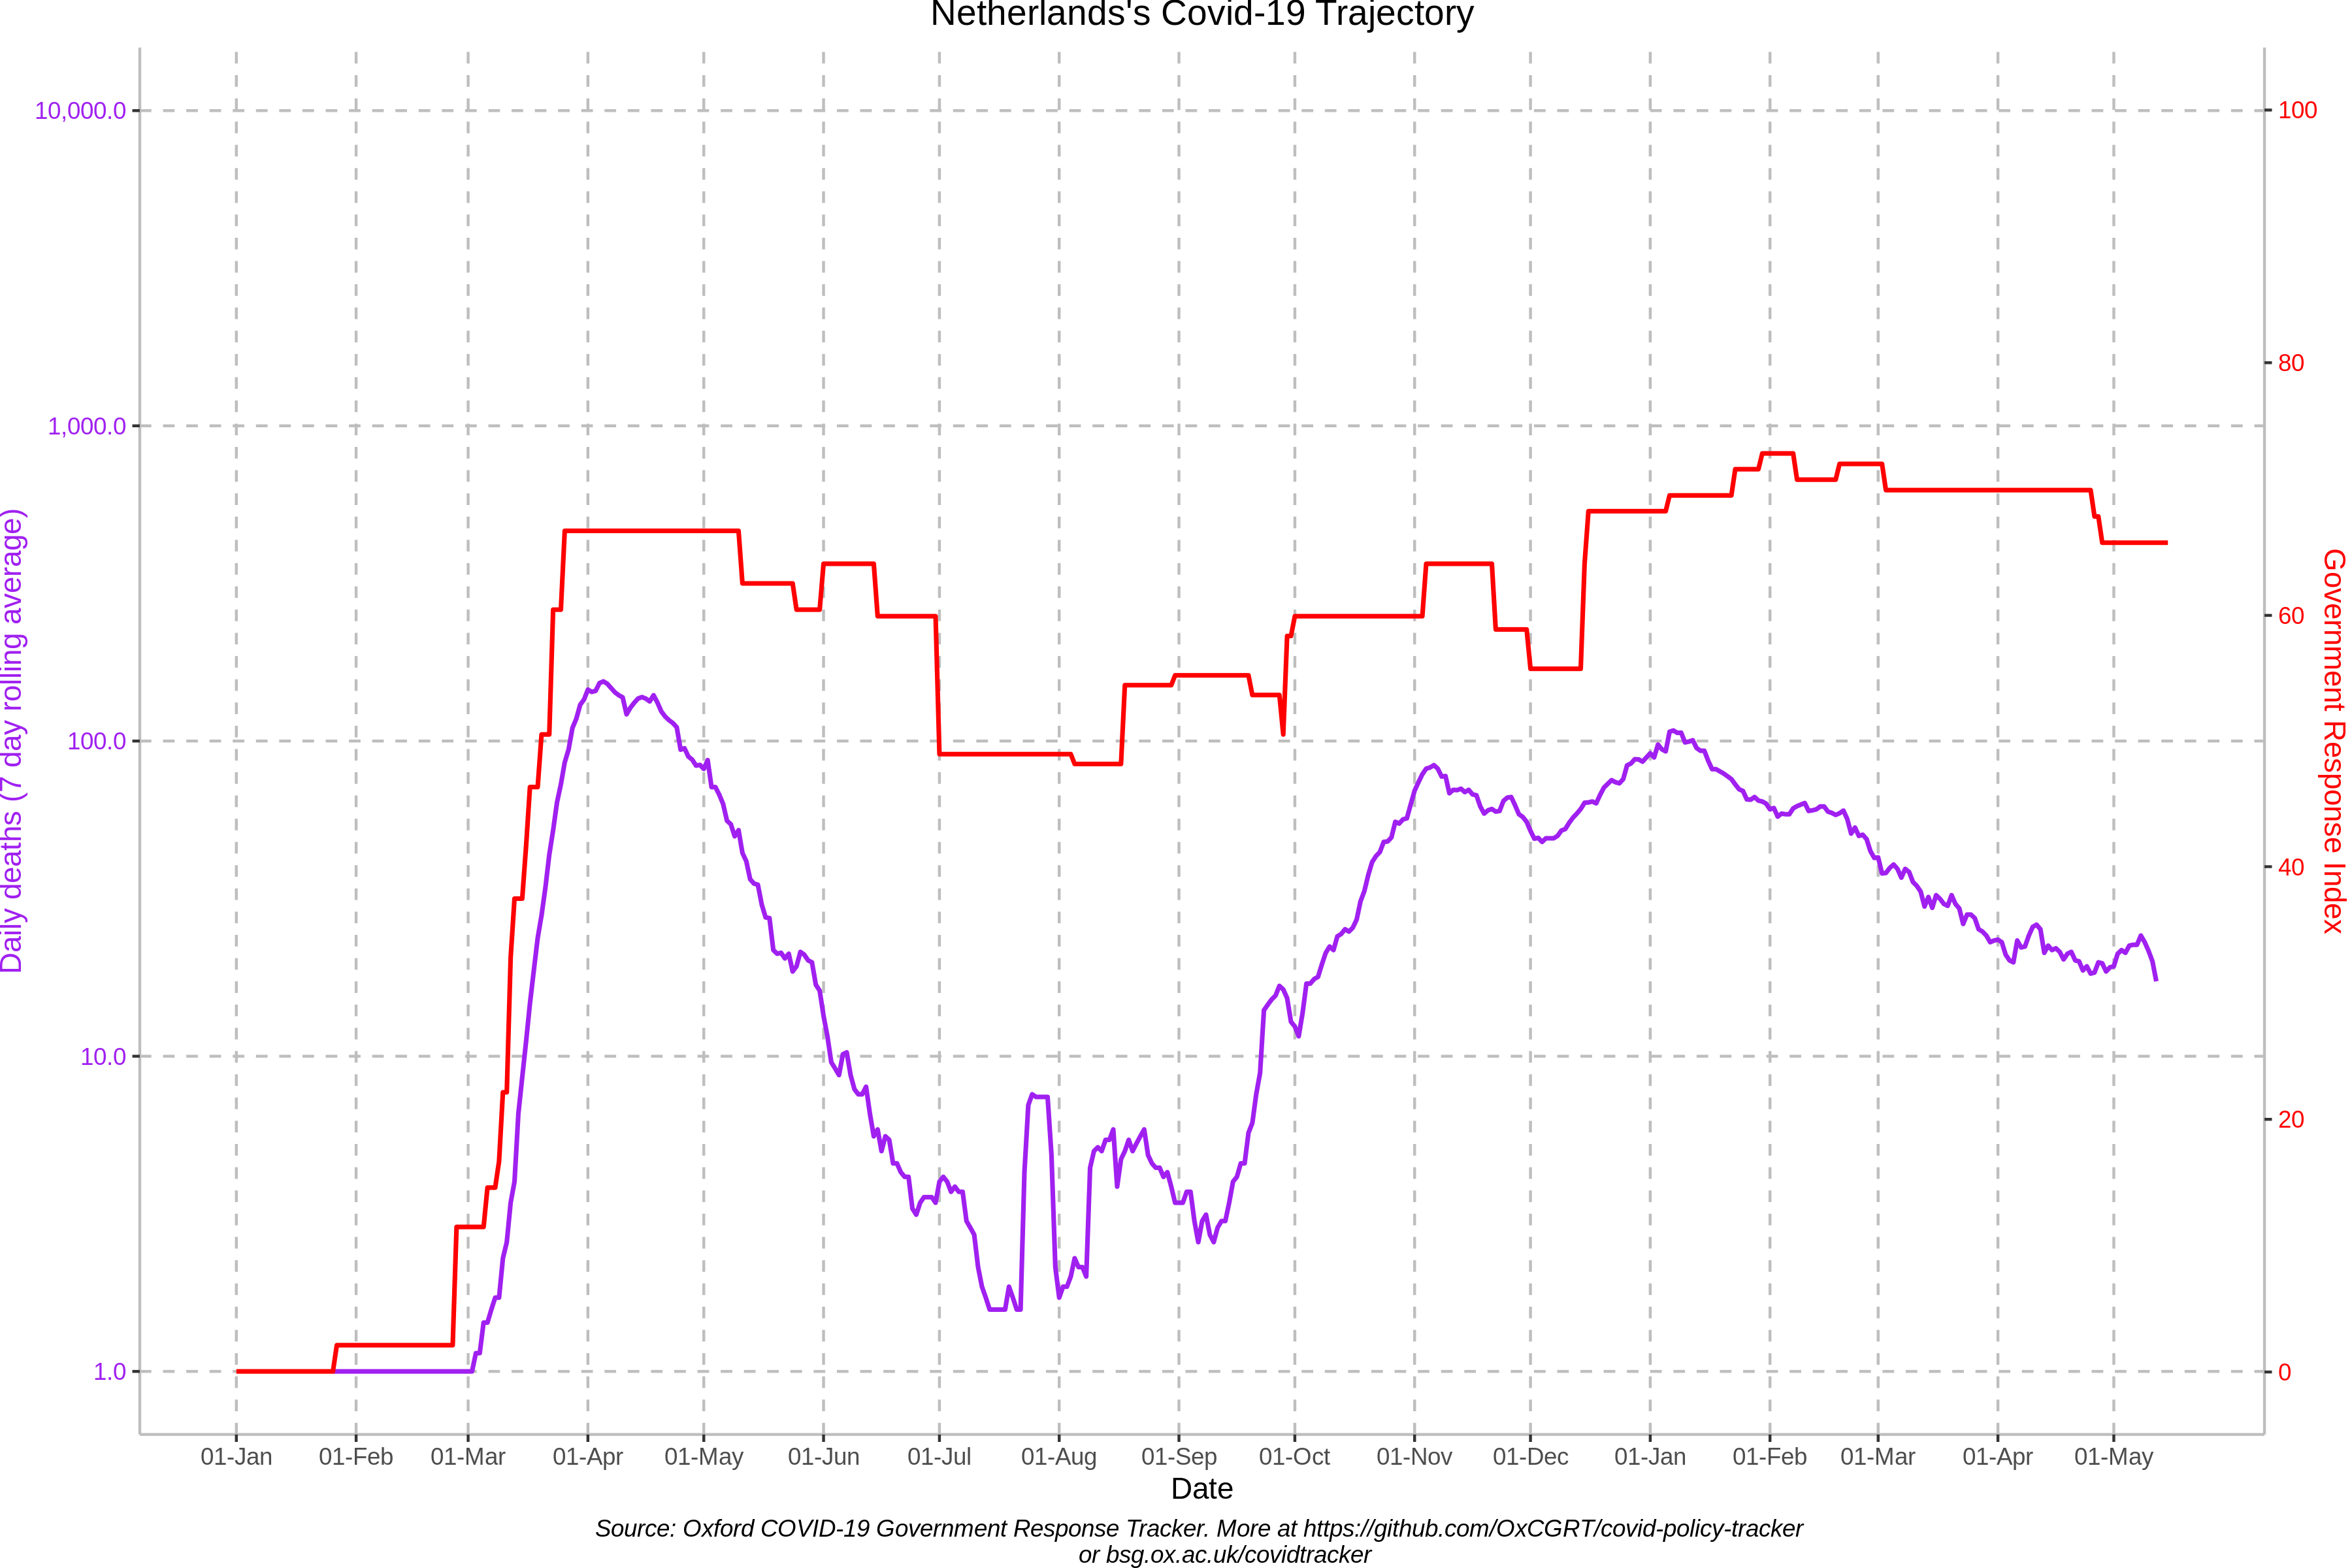 Netherlands's Covid-19 Trajectory
10,000.0
1,000.0
100.0
10.0
1.0
Daily deaths (7 day rolling average)
100
80
60
40
20
0
Government Response Index
01-Jan 01-Feb 01-Mar 01-Apr 01-May 01-Jun 01-Jul 01-Aug 01-Sep 01-Oct 01-Nov 01-Dec 01-Jan 01-Feb 01-Mar 01-Apr 01-May
Date
Source: Oxford COVID-19 Government Response Tracker. More at https://github.com/OxCGRT/covid-policy-tracker
or bsg.ox.ac.uk/covidtracker